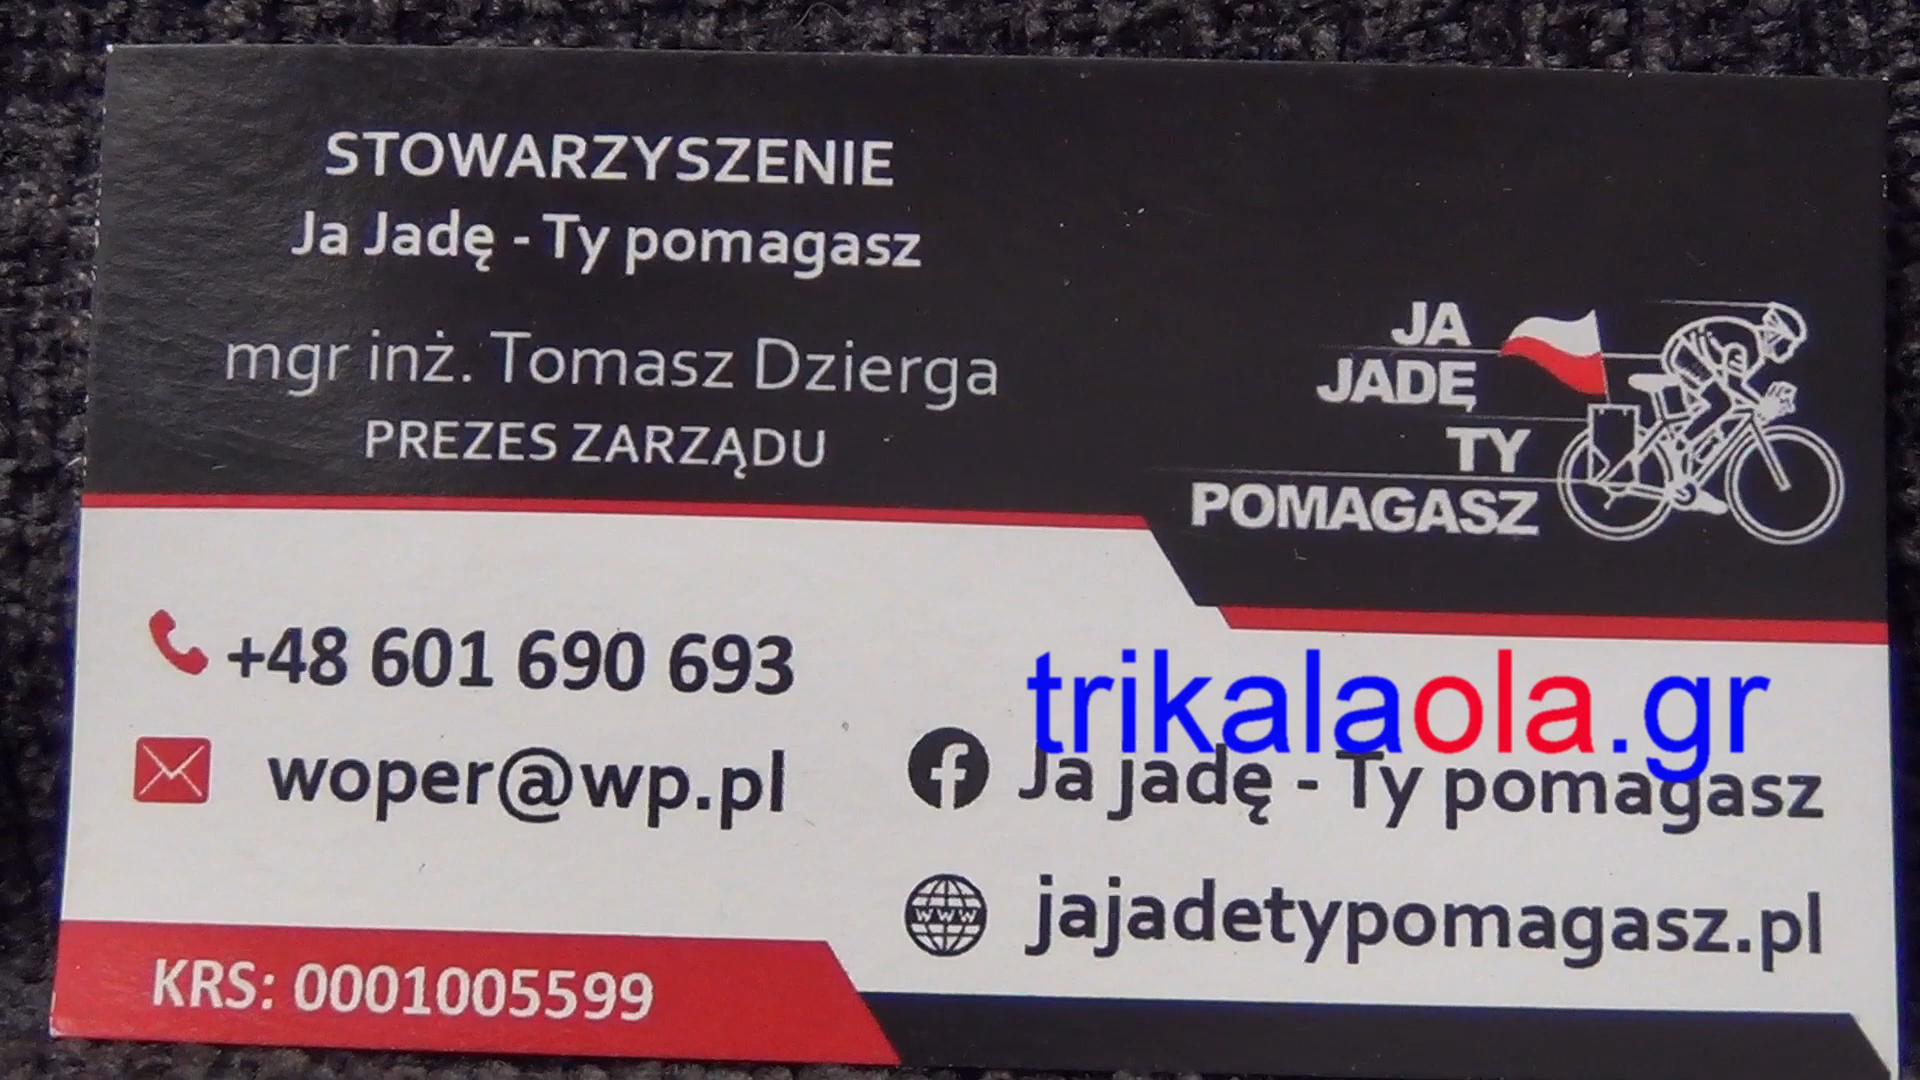 STOWARZYSZENIE
Ja Jadę - Ty pomagasz
mgr inż. Tomasz Dzierga
PREZES ZARZĄDU
JA
JADĘ
TY
POMAGASZ
+48 601 690 693
woper@wp.pl
trikalaola.gr
Ja jadę - Ty pomagasz
www
jajadetypomagasz.pl
KRS: 0001005599